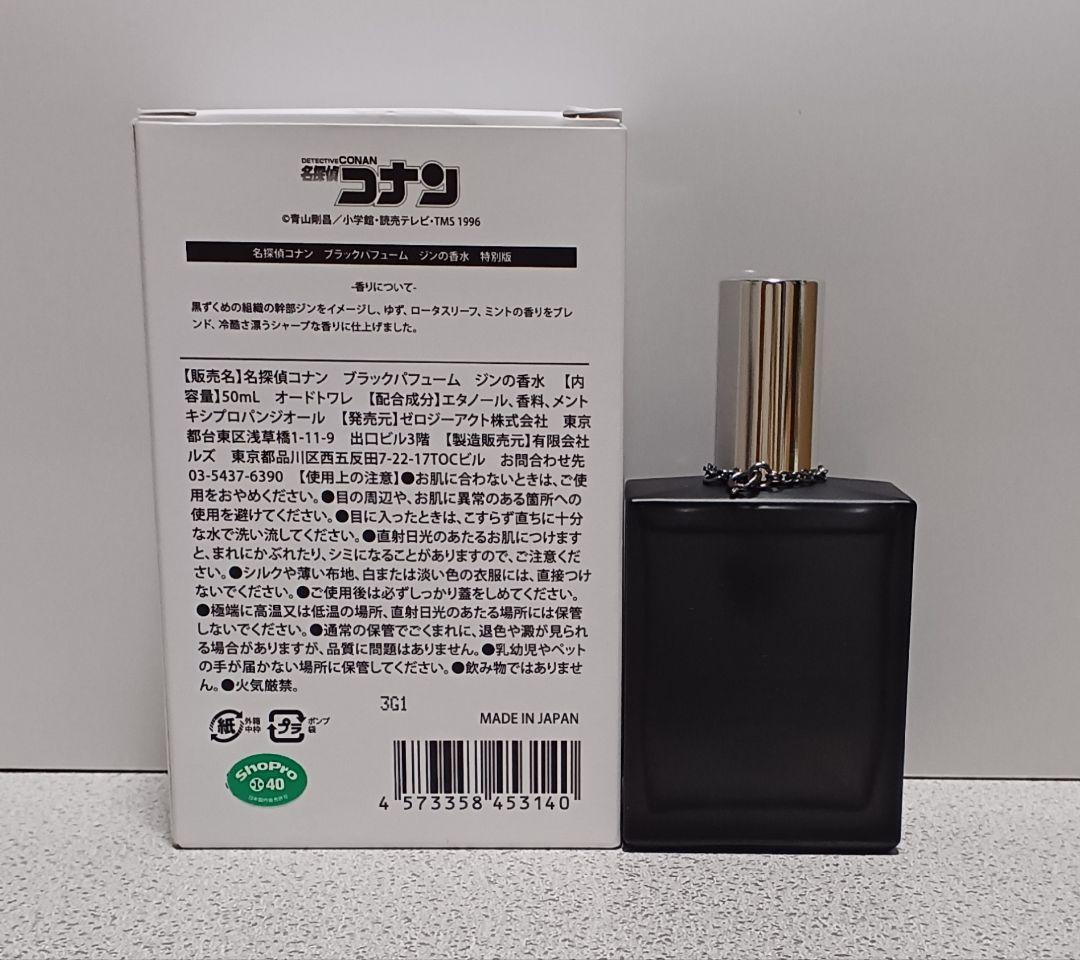 DETECTIVE CONAN
名探偵コナン
©青山剛昌／小学館・読売テレビ・TMS 1996
名探偵コナン　ブラックパフューム　ジンの香水　特別版
-香りについて-
黒ずくめの組織の幹部ジンをイメージし、ゆず、ロータスリーフ、ミントの香りをブレ
ンド、冷酷さ漂うシャープな香りに仕上げました。
【販売名】名探偵コナン　ブラックパフューム　ジンの香水　【内
容量】50mL　オードトワレ　【配合成分】エタノール、香料、メント
キシプロパンジオール　【発売元】ゼロジーアクト株式会社　東京
都台東区浅草橋1-11-9　出口ビル3階　【製造販売元】有限会社
ルズ　東京都品川区西五反田7-22-17TOCビル　お問合わせ先
03-5437-6390　【使用上の注意】●お肌に合わないときは、ご使
用をおやめください。●目の周辺や、お肌に異常のある箇所への
使用を避けてください。●目に入ったときは、こすらず直ちに十分
な水で洗い流してください。●直射日光のあたるお肌につけます
と、まれにかぶれたり、シミになることがありますので、ご注意くだ
さい。●シルクや薄い布地、白または淡い色の衣服には、直接つけ
ないでください。●ご使用後は必ずしっかり蓋をしめてください。
●極端に高温又は低温の場所、直射日光のあたる場所には保管
しないでください。●通常の保管でごくまれに、退色や澱が見られ
る場合がありますが、品質に問題はありません。●乳幼児やペット
の手が届かない場所に保管してください。●飲み物ではありませ
ん。●火気厳禁。
3G1
紙 外箱 中枠 プラ ポンプ 袋
MADE IN JAPAN
ShoPro
40
日本国内販売許可
4 573358 453140